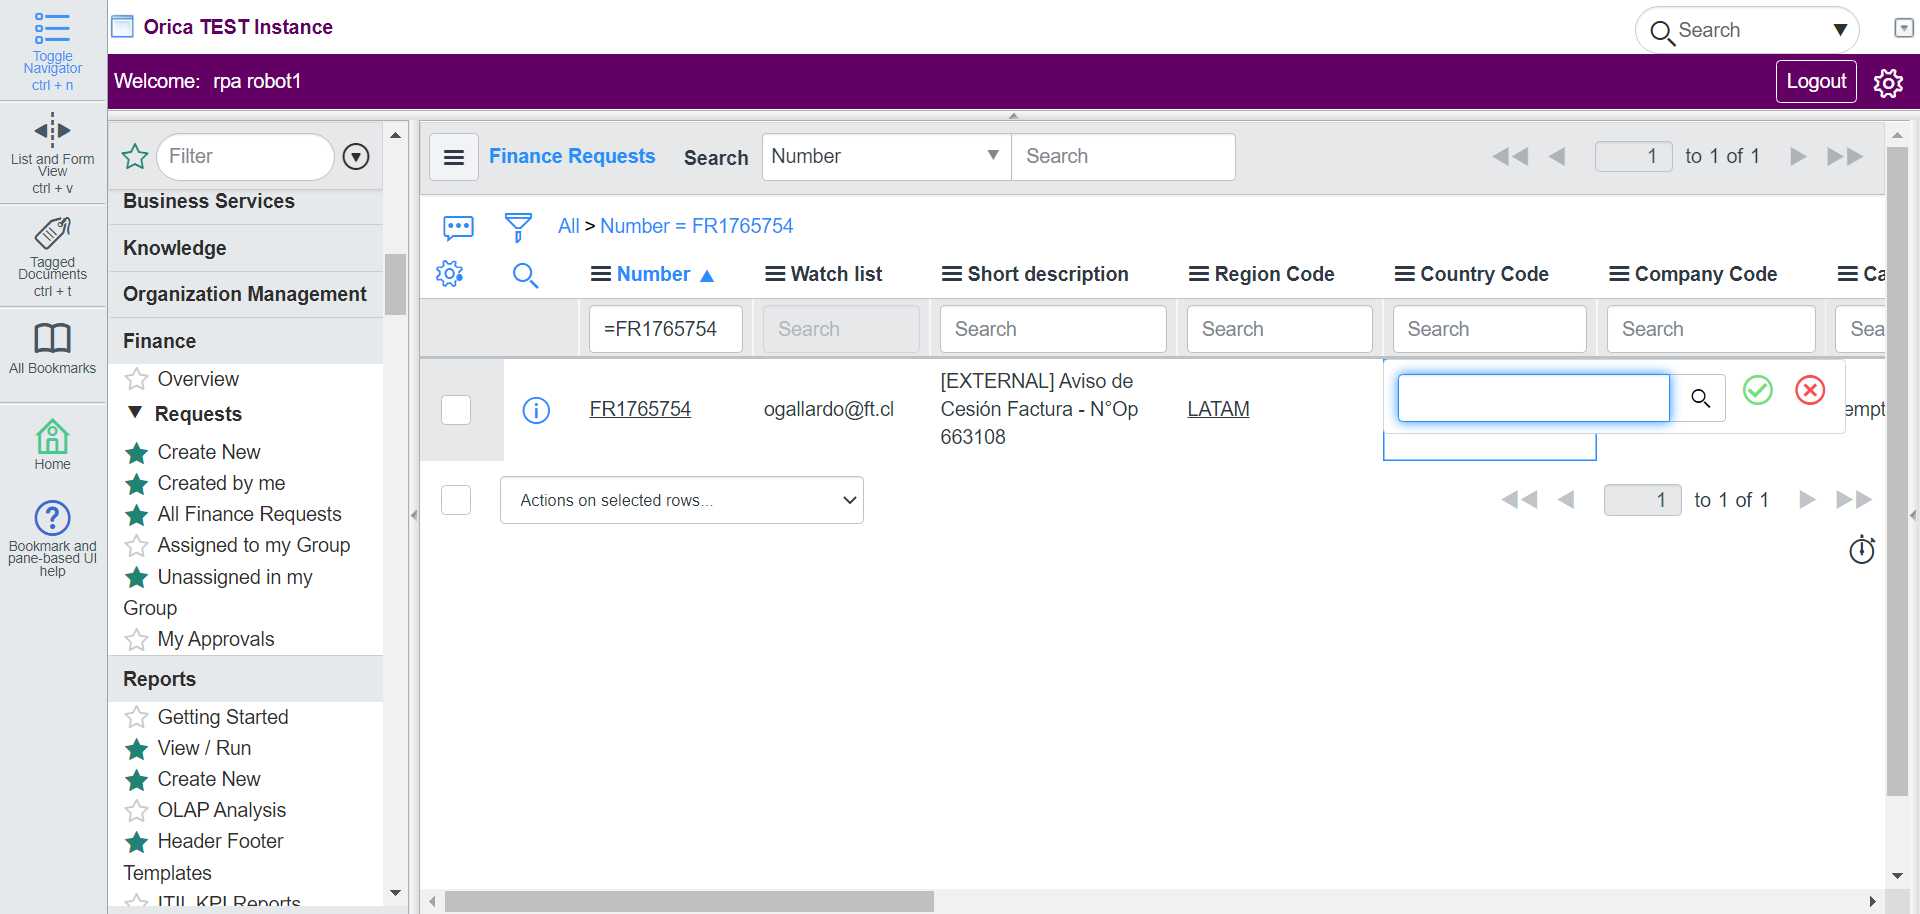 Toggle
Navigator
ctrl + n
List and Form
View
ctrl + v
Tagged
Documents
ctrl + t
All Bookmarks
Home
Bookmark and
pane-based UI
help
Orica TEST Instance
Search
Welcome: rpa robot1
Logout
Filter
Business Services
Knowledge
Organization Management
Finance
Overview
Requests
Create New
Created by me
All Finance Requests
Assigned to my Group
Unassigned in my
Group
My Approvals
Reports
Getting Started
View / Run
Create New
OLAP Analysis
Header Footer
Templates
ITIL KPI Reports
Finance Requests Search Number Search 1 to 1 of 1
All > Number = FR1765754
Number Watch list Short description Region Code Country Code Company Code Ca
=FR1765754 Search Search Search Search Search Sea
FR1765754 ogallardo@ft.cl [EXTERNAL] Aviso de
Cesión Factura - N°Op
663108
LATAM
empt
Actions on selected rows... 1 to 1 of 1